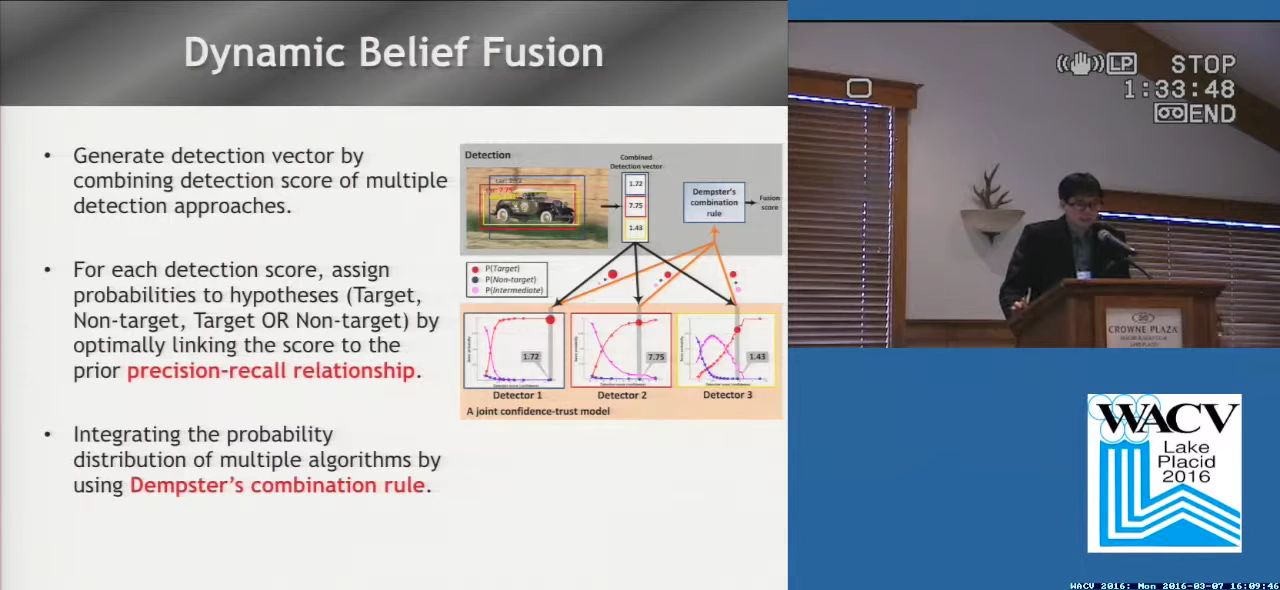 Dynamic Belief Fusion
• Generate detection vector by
combining detection score of multiple
detection approaches.
• For each detection score, assign
probabilities to hypotheses (Target,
Non-target, Target OR Non-target) by
optimally linking the score to the
prior precision-recall relationship.
• Integrating the probability
distribution of multiple algorithms by
using Dempster's combination rule.
Detection
Combined
Detection vector
1.72
7.75
1.43
Dempster's
combination
rule
Fusion
score
P(Target)
P(Non-target)
P(Intermediate)
1.72
7.75
1.43
Detector 1
Detector 2
Detector 3
A joint confidence-trust model
LP STOP
1:33:48
END
CROWNE PLAZA
WACV
Lake
Placid
2016
WACV 2016: Mon 2016-03-07 16:09:46